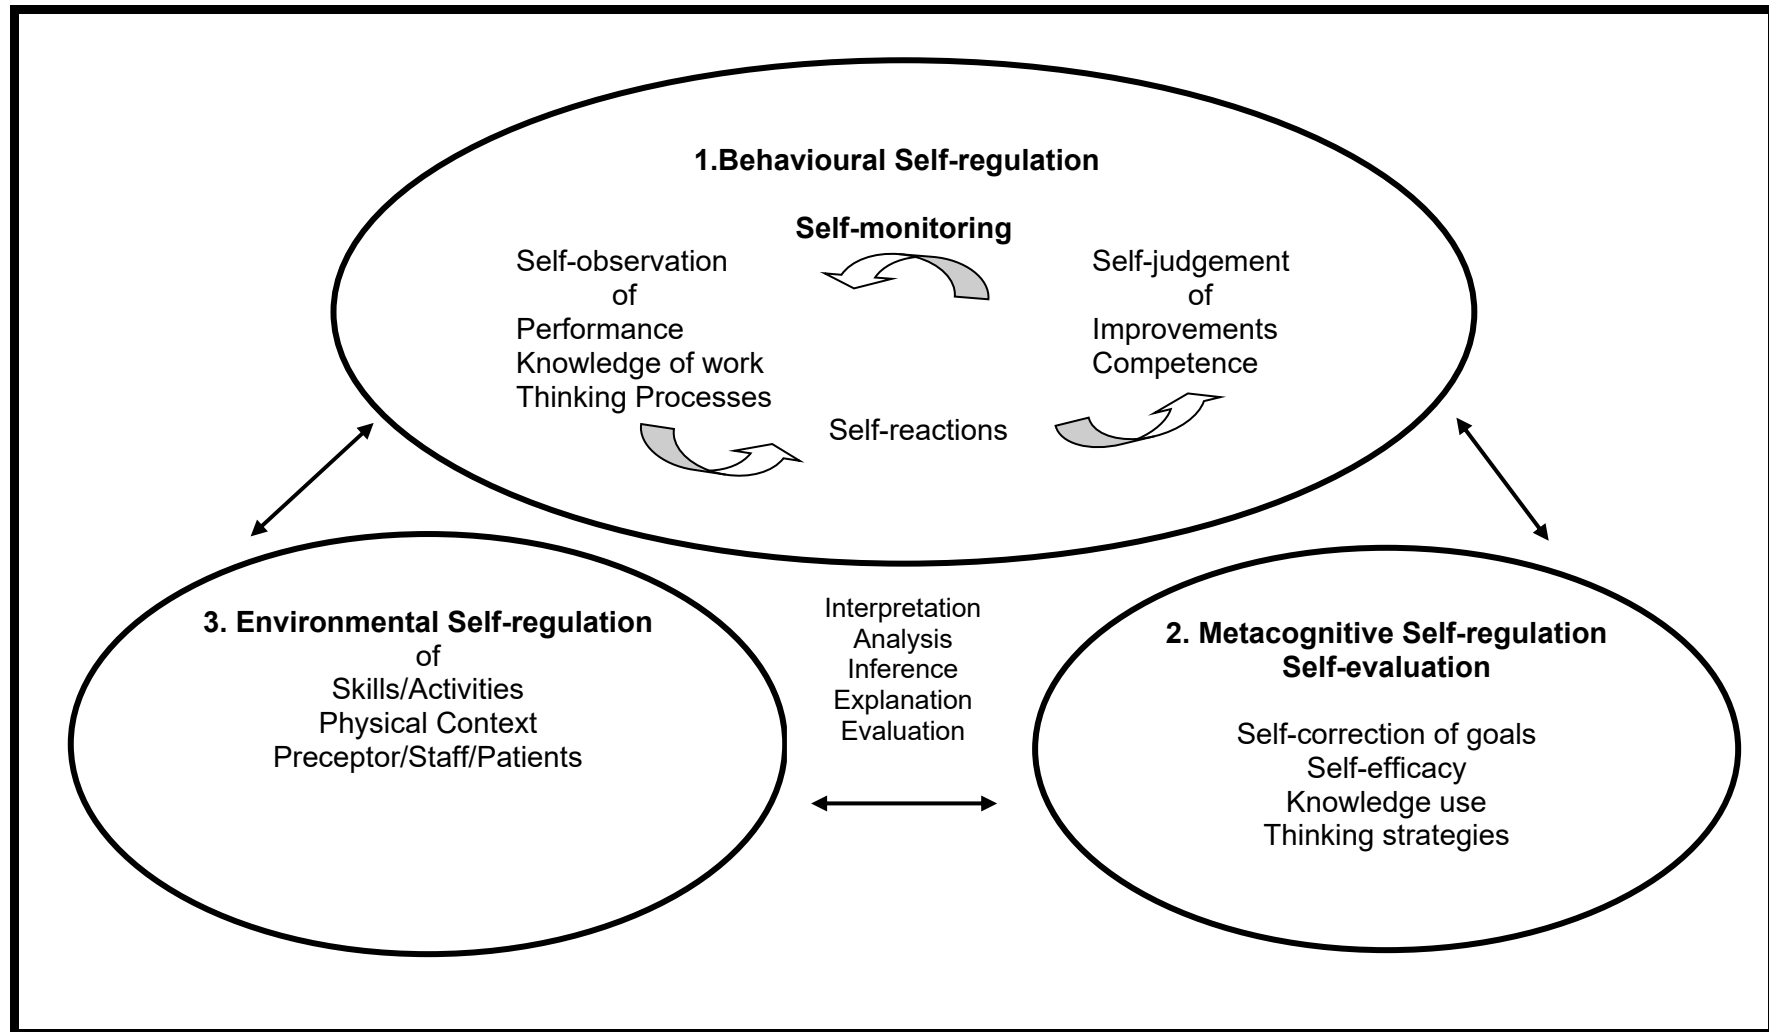 1.Behavioural Self-regulation
Self-monitoring
Self-observation
of
Performance
Knowledge of work
Thinking Processes
Self-judgement
of
Improvements
Competence
Self-reactions
3. Environmental Self-regulation
of
Skills/Activities
Physical Context
Preceptor/Staff/Patients
Interpretation
Analysis
Inference
Explanation
Evaluation
2. Metacognitive Self-regulation
Self-evaluation
Self-correction of goals
Self-efficacy
Knowledge use
Thinking strategies